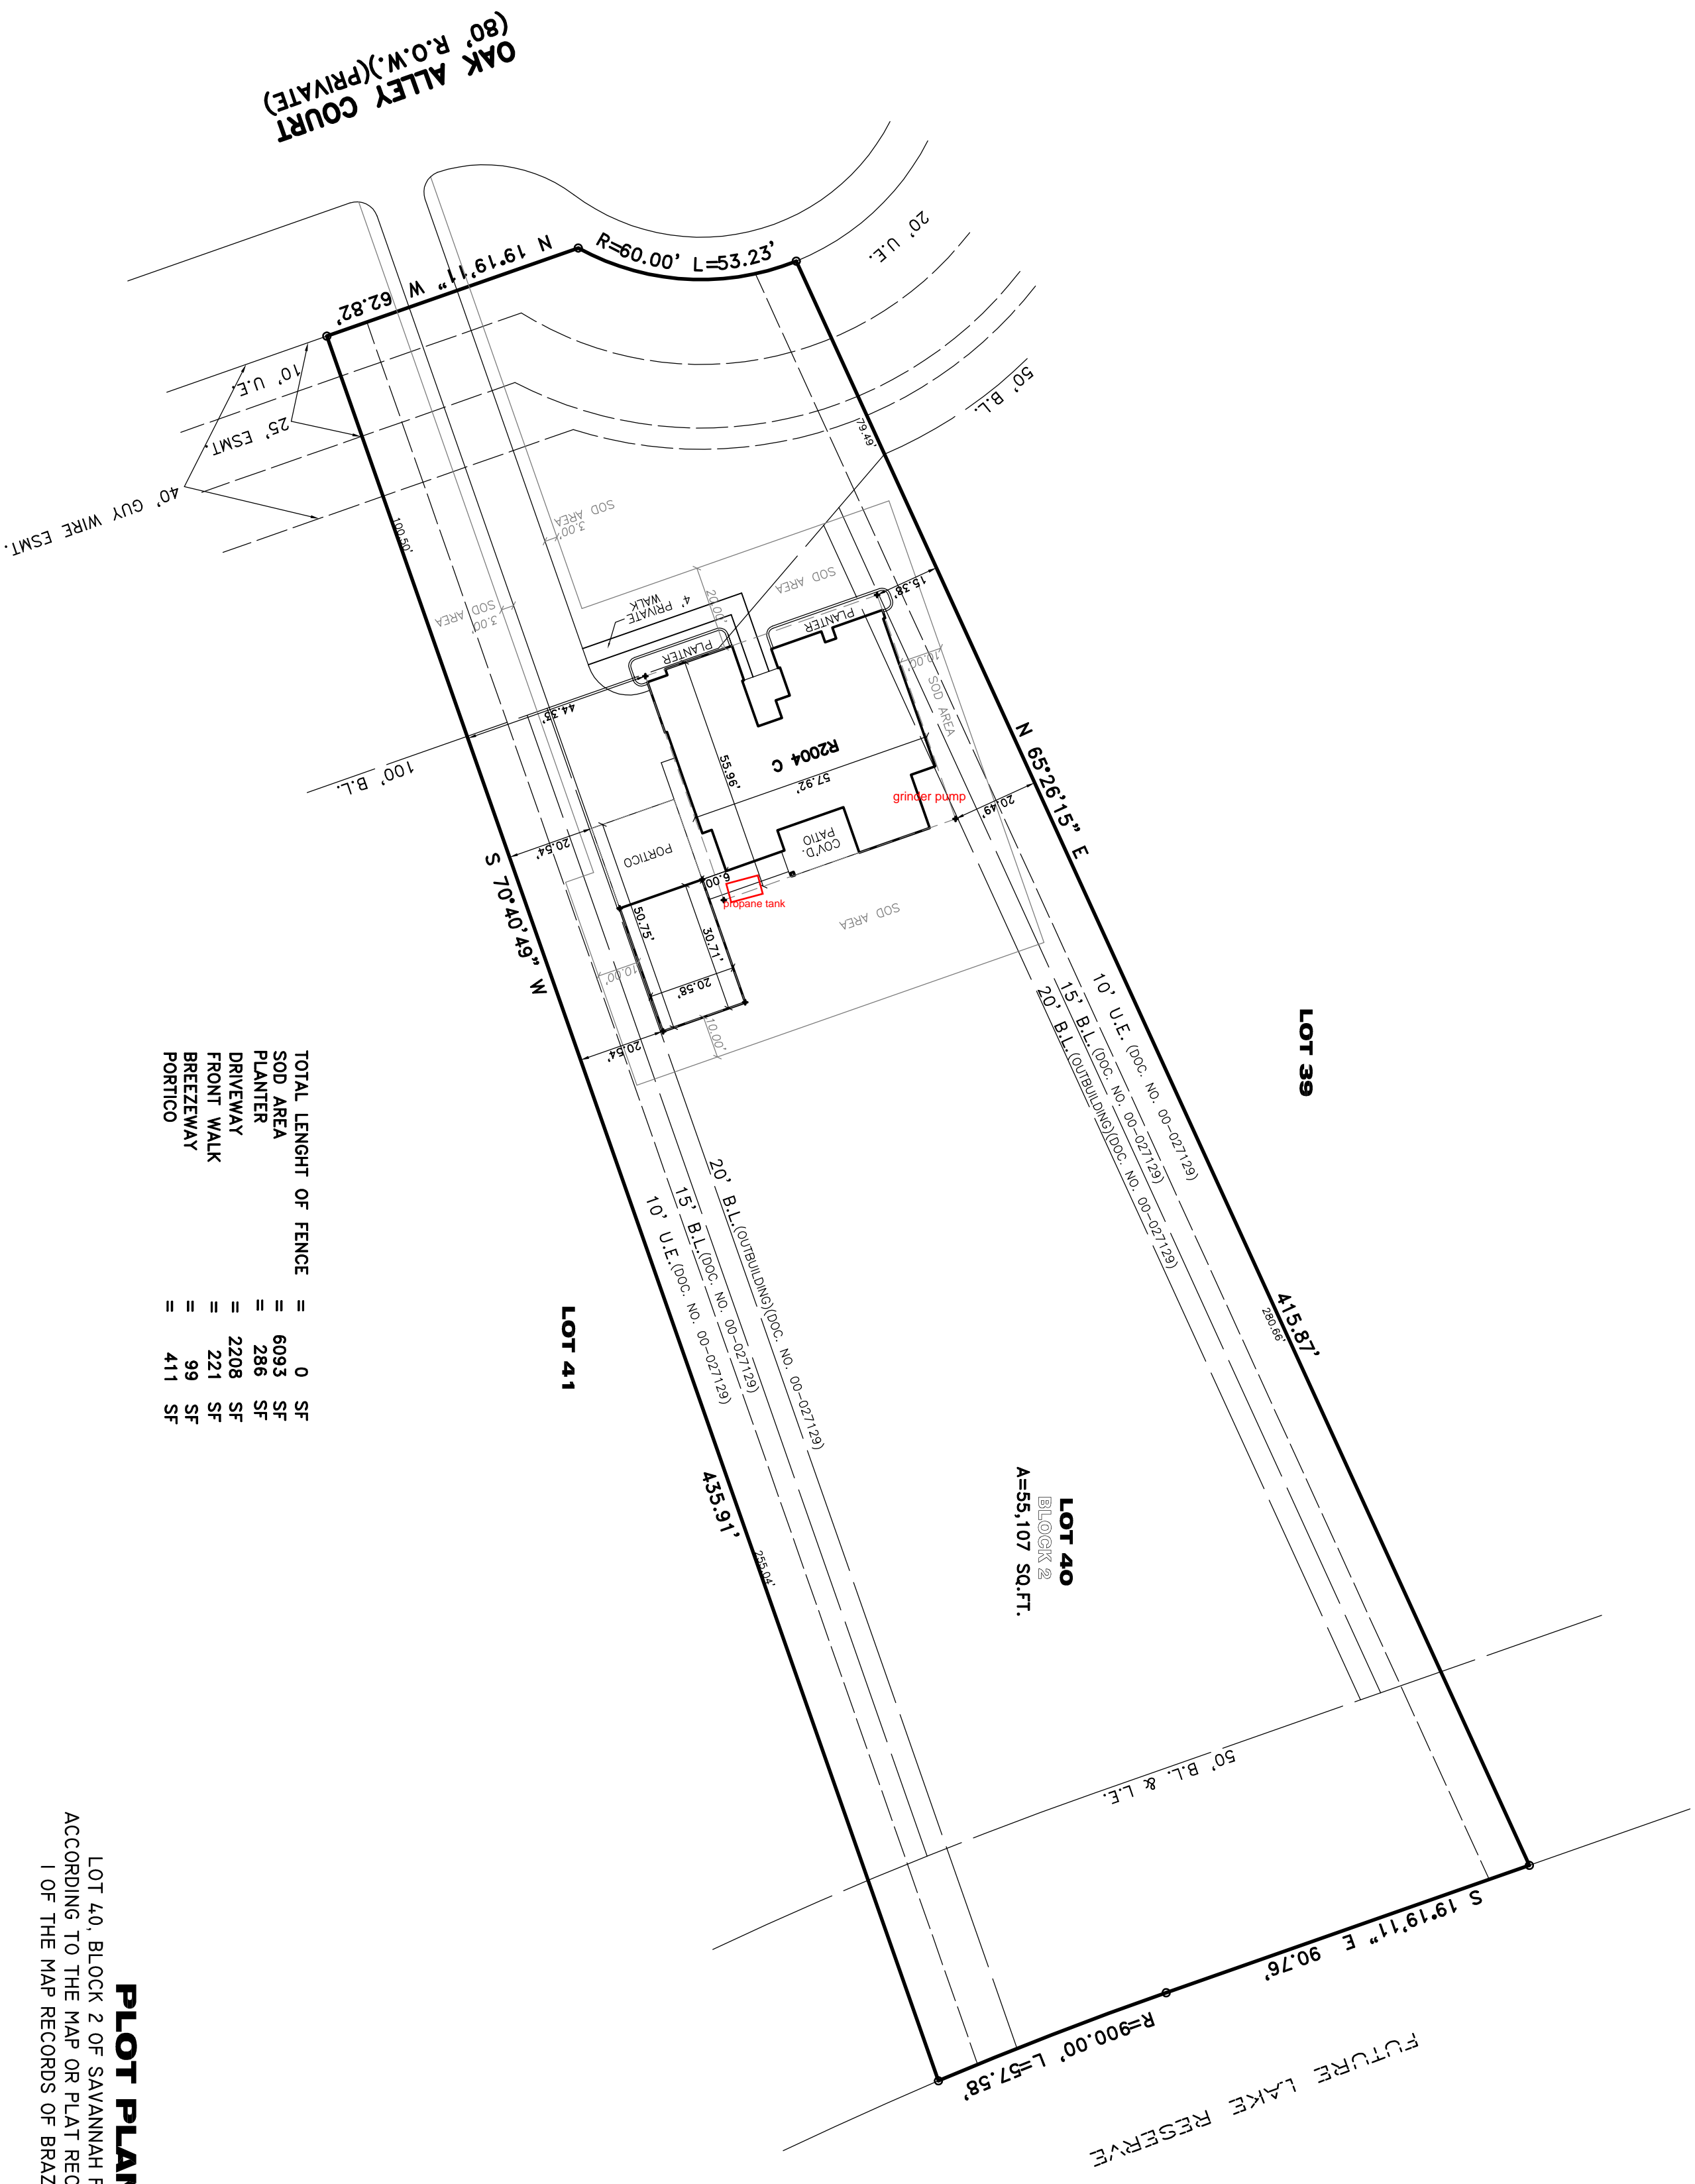 OAK ALLEY COURT
(80' R.O.W.)(PRIVATE)
N 19°19'11" W 62.82'
R=60.00' L=53.23'
20' U.E.
10' U.E.
25' ESMT.
40' GUY WIRE ESMT.
50' B.L.
79.49'
100.50'
SOD AREA
3.00'
SOD AREA
3.00'
SOD AREA
20.00'
4' PRIVATE
WALK
PLANTER
PLANTER
15.38'
10.00'
SOD AREA
44.35'
100' B.L.
R2004 C
55.96'
57.92'
grinder pump
20.49'
N 65°26'15" E
COV'D.
PATIO
PORTICO
20.54'
6.00'
propane tank
S 70°40'49" W
50.75'
30.71'
20.58'
10.00'
10.00'
20.54'
SOD AREA
10' U.E. (DOC. NO. 00-027129)
15' B.L. (DOC. NO. 00-027129)
20' B.L.(OUTBUILDING)(DOC. NO. 00-027129)
LOT 39
20' B.L.(OUTBUILDING)(DOC. NO. 00-027129)
15' B.L.(DOC. NO. 00-027129)
10' U.E.(DOC. NO. 00-027129)
LOT 41
415.87'
280.66'
435.91'
255.04'
LOT 40
BLOCK 2
A=55,107 SQ.FT.
50' B.L. & L.E.
S 19°19'11" E 90.76'
R=900.00' L=57.58'
FUTURE LAKE RESERVE
TOTAL LENGHT OF FENCE = 0 SF
SOD AREA = 6093 SF
PLANTER = 286 SF
DRIVEWAY = 2208 SF
FRONT WALK = 221 SF
BREEZEWAY = 99 SF
PORTICO = 411 SF
PLOT PLAN
LOT 40, BLOCK 2 OF SAVANNAH
ACCORDING TO THE MAP OR PLAT REC
I OF THE MAP RECORDS OF BRAZ